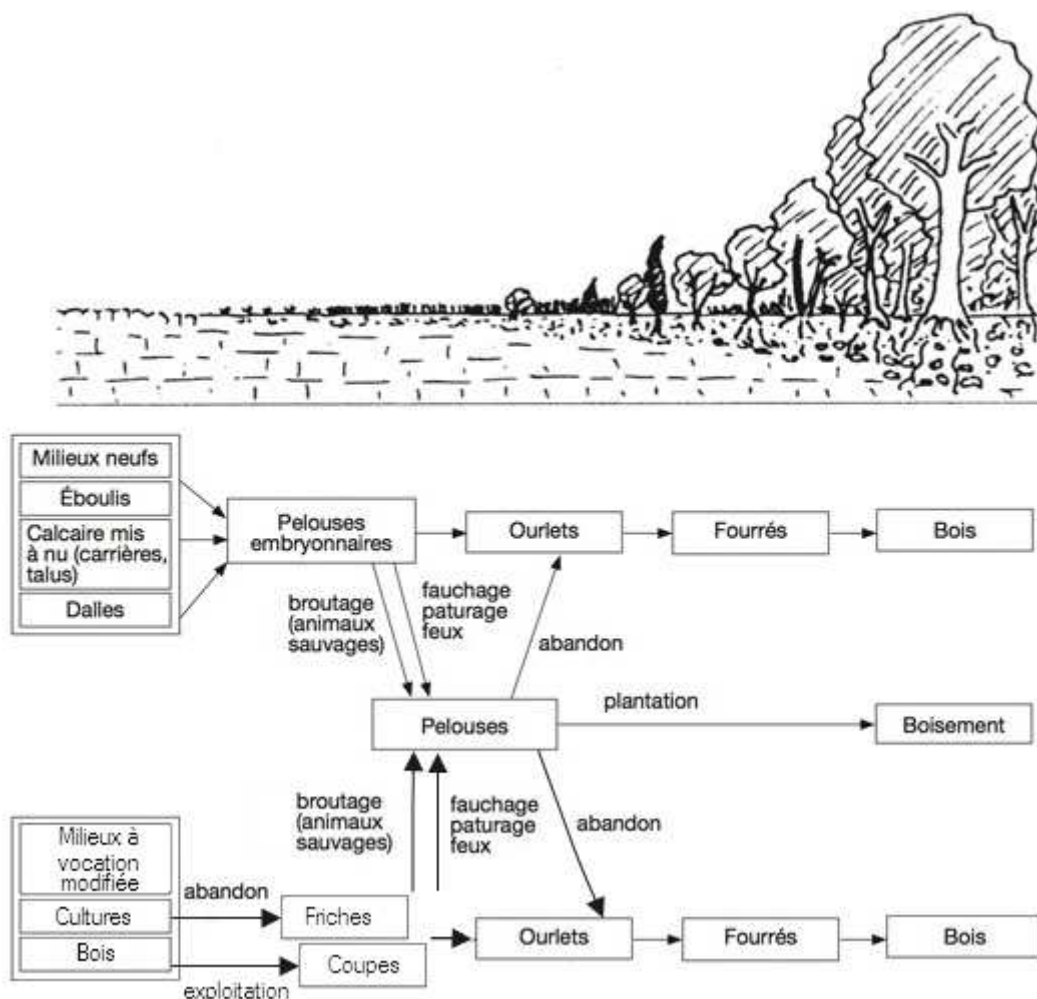 Milieux neufs
Éboulis
Calcaire mis
à nu (carrières,
talus)
Dalles
Pelouses
embryonnaires
Ourlets
Fourrés
Bois
broutage
(animaux
sauvages)
fauchage
paturage
feux
abandon
Pelouses
plantation
Boisement
broutage
(animaux
sauvages)
fauchage
paturage
feux
abandon
Milieux à
vocation
modifiée
Cultures
Bois
abandon
exploitation
Friches
Coupes
Ourlets
Fourrés
Bois